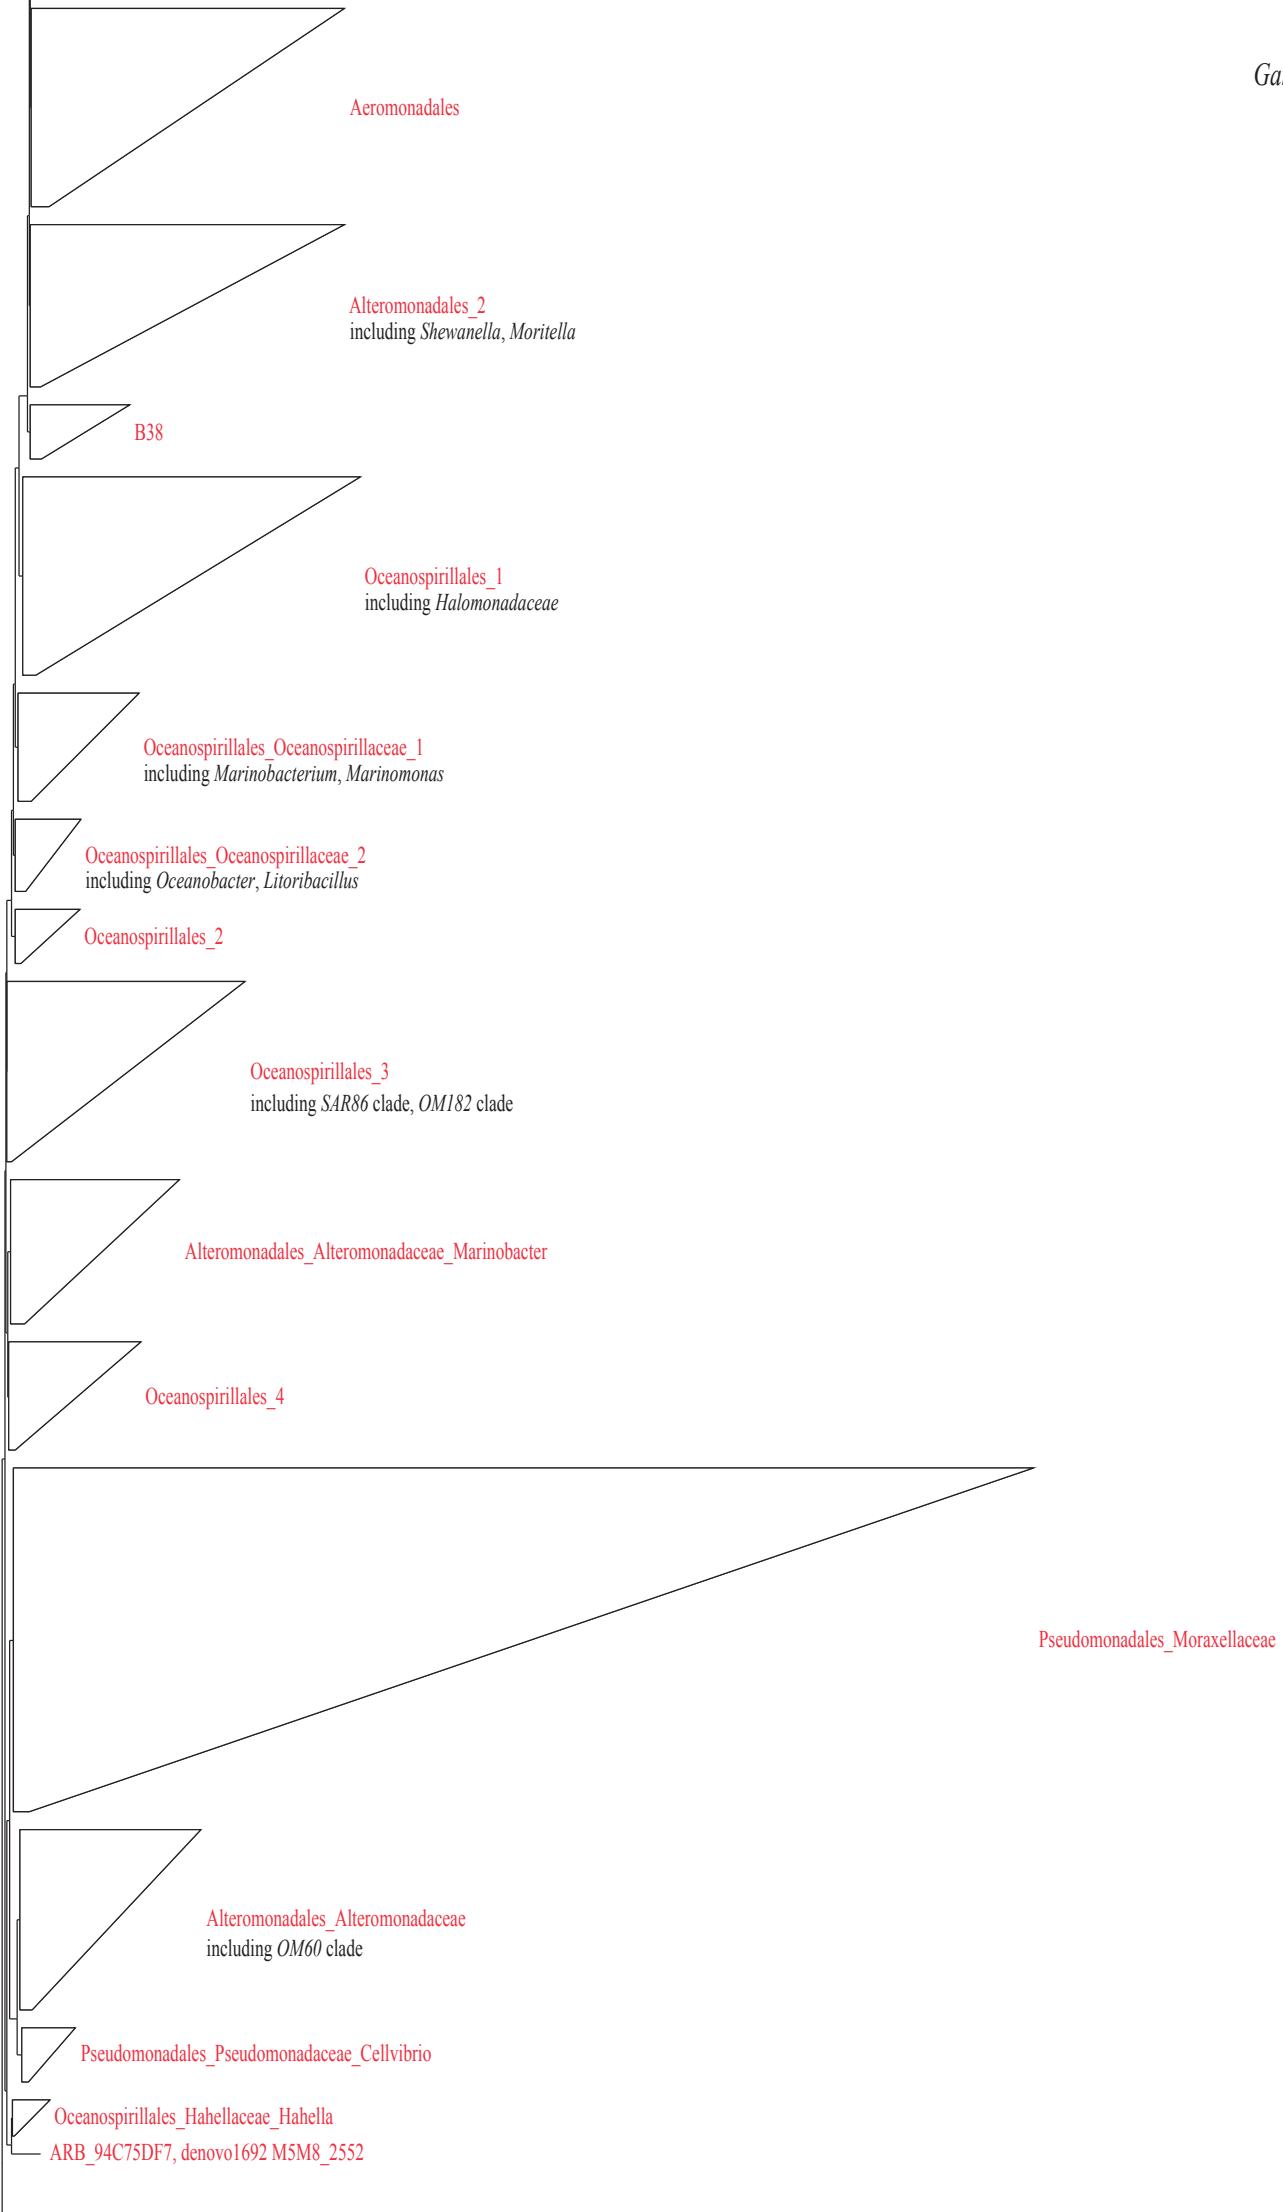 Aeromonadales
Alteromonadales_2
including Shewanella, Moritella
B38
Oceanospirillales_1
including Halomonadaceae
Oceanospirillales_Oceanospirillaceae_1
including Marinobacterium, Marinomonas
Oceanospirillales_Oceanospirillaceae_2
including Oceanobacter, Litoribacillus
Oceanospirillales_2
Oceanospirillales_3
including SAR86 clade, OM182 clade
Alteromonadales_Alteromonadaceae_Marinobacter
Oceanospirillales_4
Pseudomonadales_Moraxellaceae
Alteromonadales_Alteromonadaceae
including OM60 clade
Pseudomonadales_Pseudomonadaceae_Cellvibrio
Oceanospirillales_Hahellaceae_Hahella
ARB_94C75DF7, denovo1692 M5M8_2552